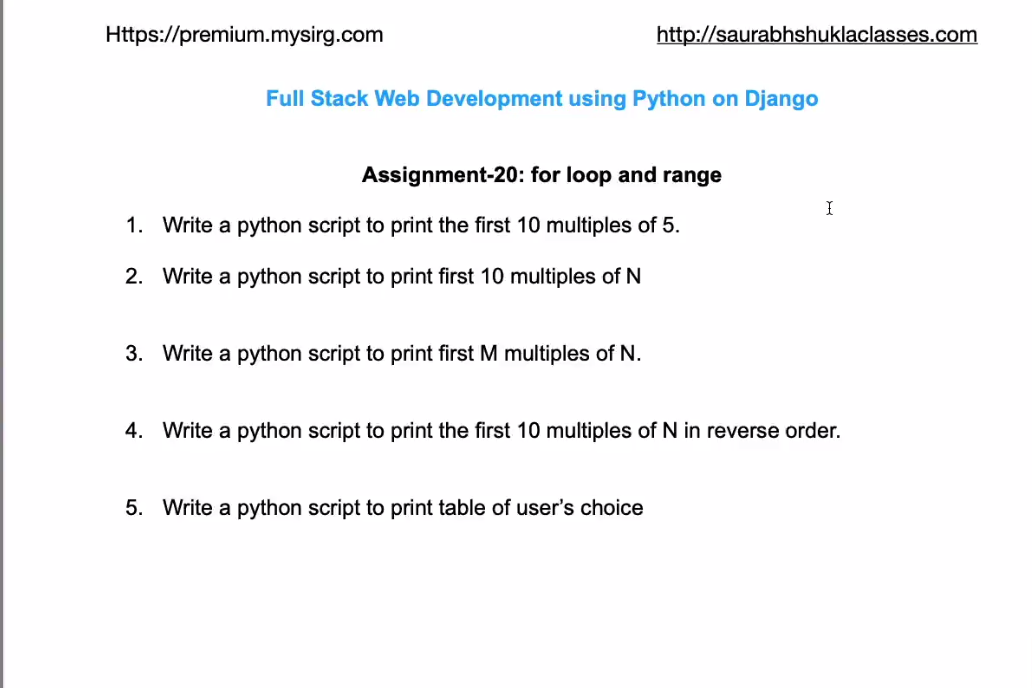 Https://premium.mysirg.com http://saurabhshuklaclasses.com
Full Stack Web Development using Python on Django
Assignment-20: for loop and range
1. Write a python script to print the first 10 multiples of 5.
2. Write a python script to print first 10 multiples of N
3. Write a python script to print first M multiples of N.
4. Write a python script to print the first 10 multiples of N in reverse order.
5. Write a python script to print table of user’s choice